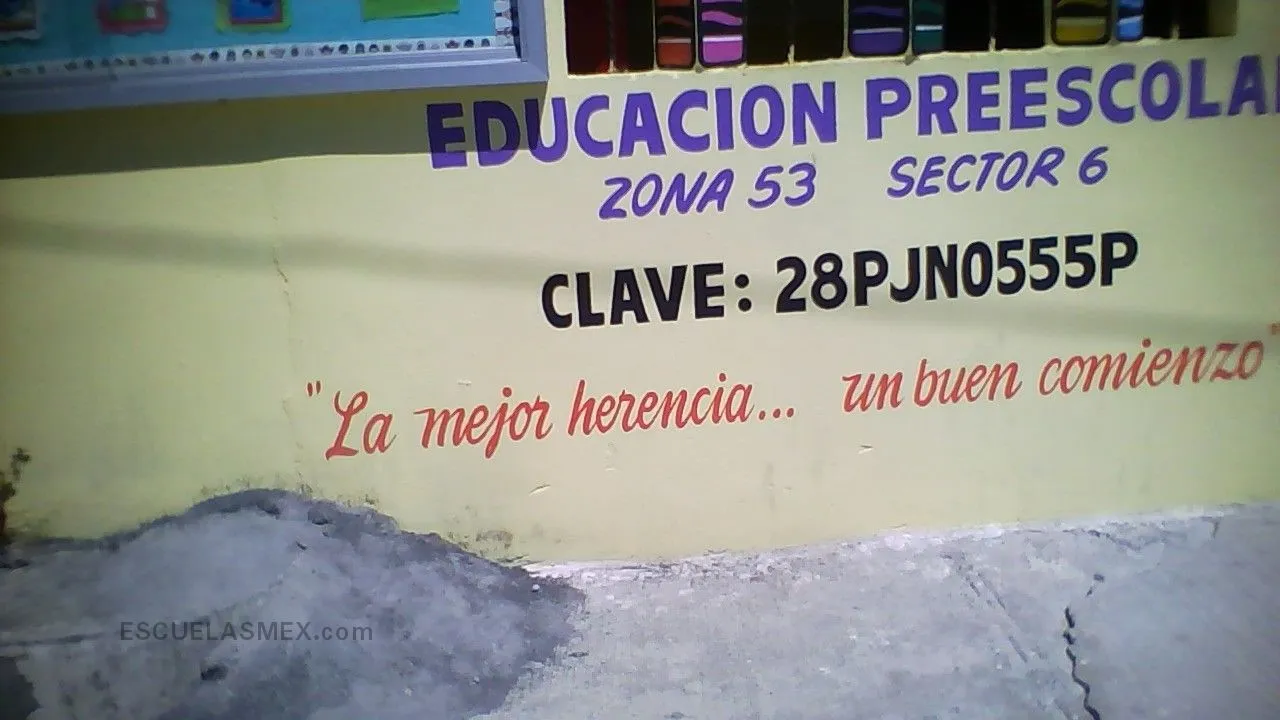 EDUCACION PREESCOLA
ZONA 53 SECTOR 6
CLAVE: 28PJN0555P
"La mejor herencia... un buen comienzo"
ESCUELASMEX.com